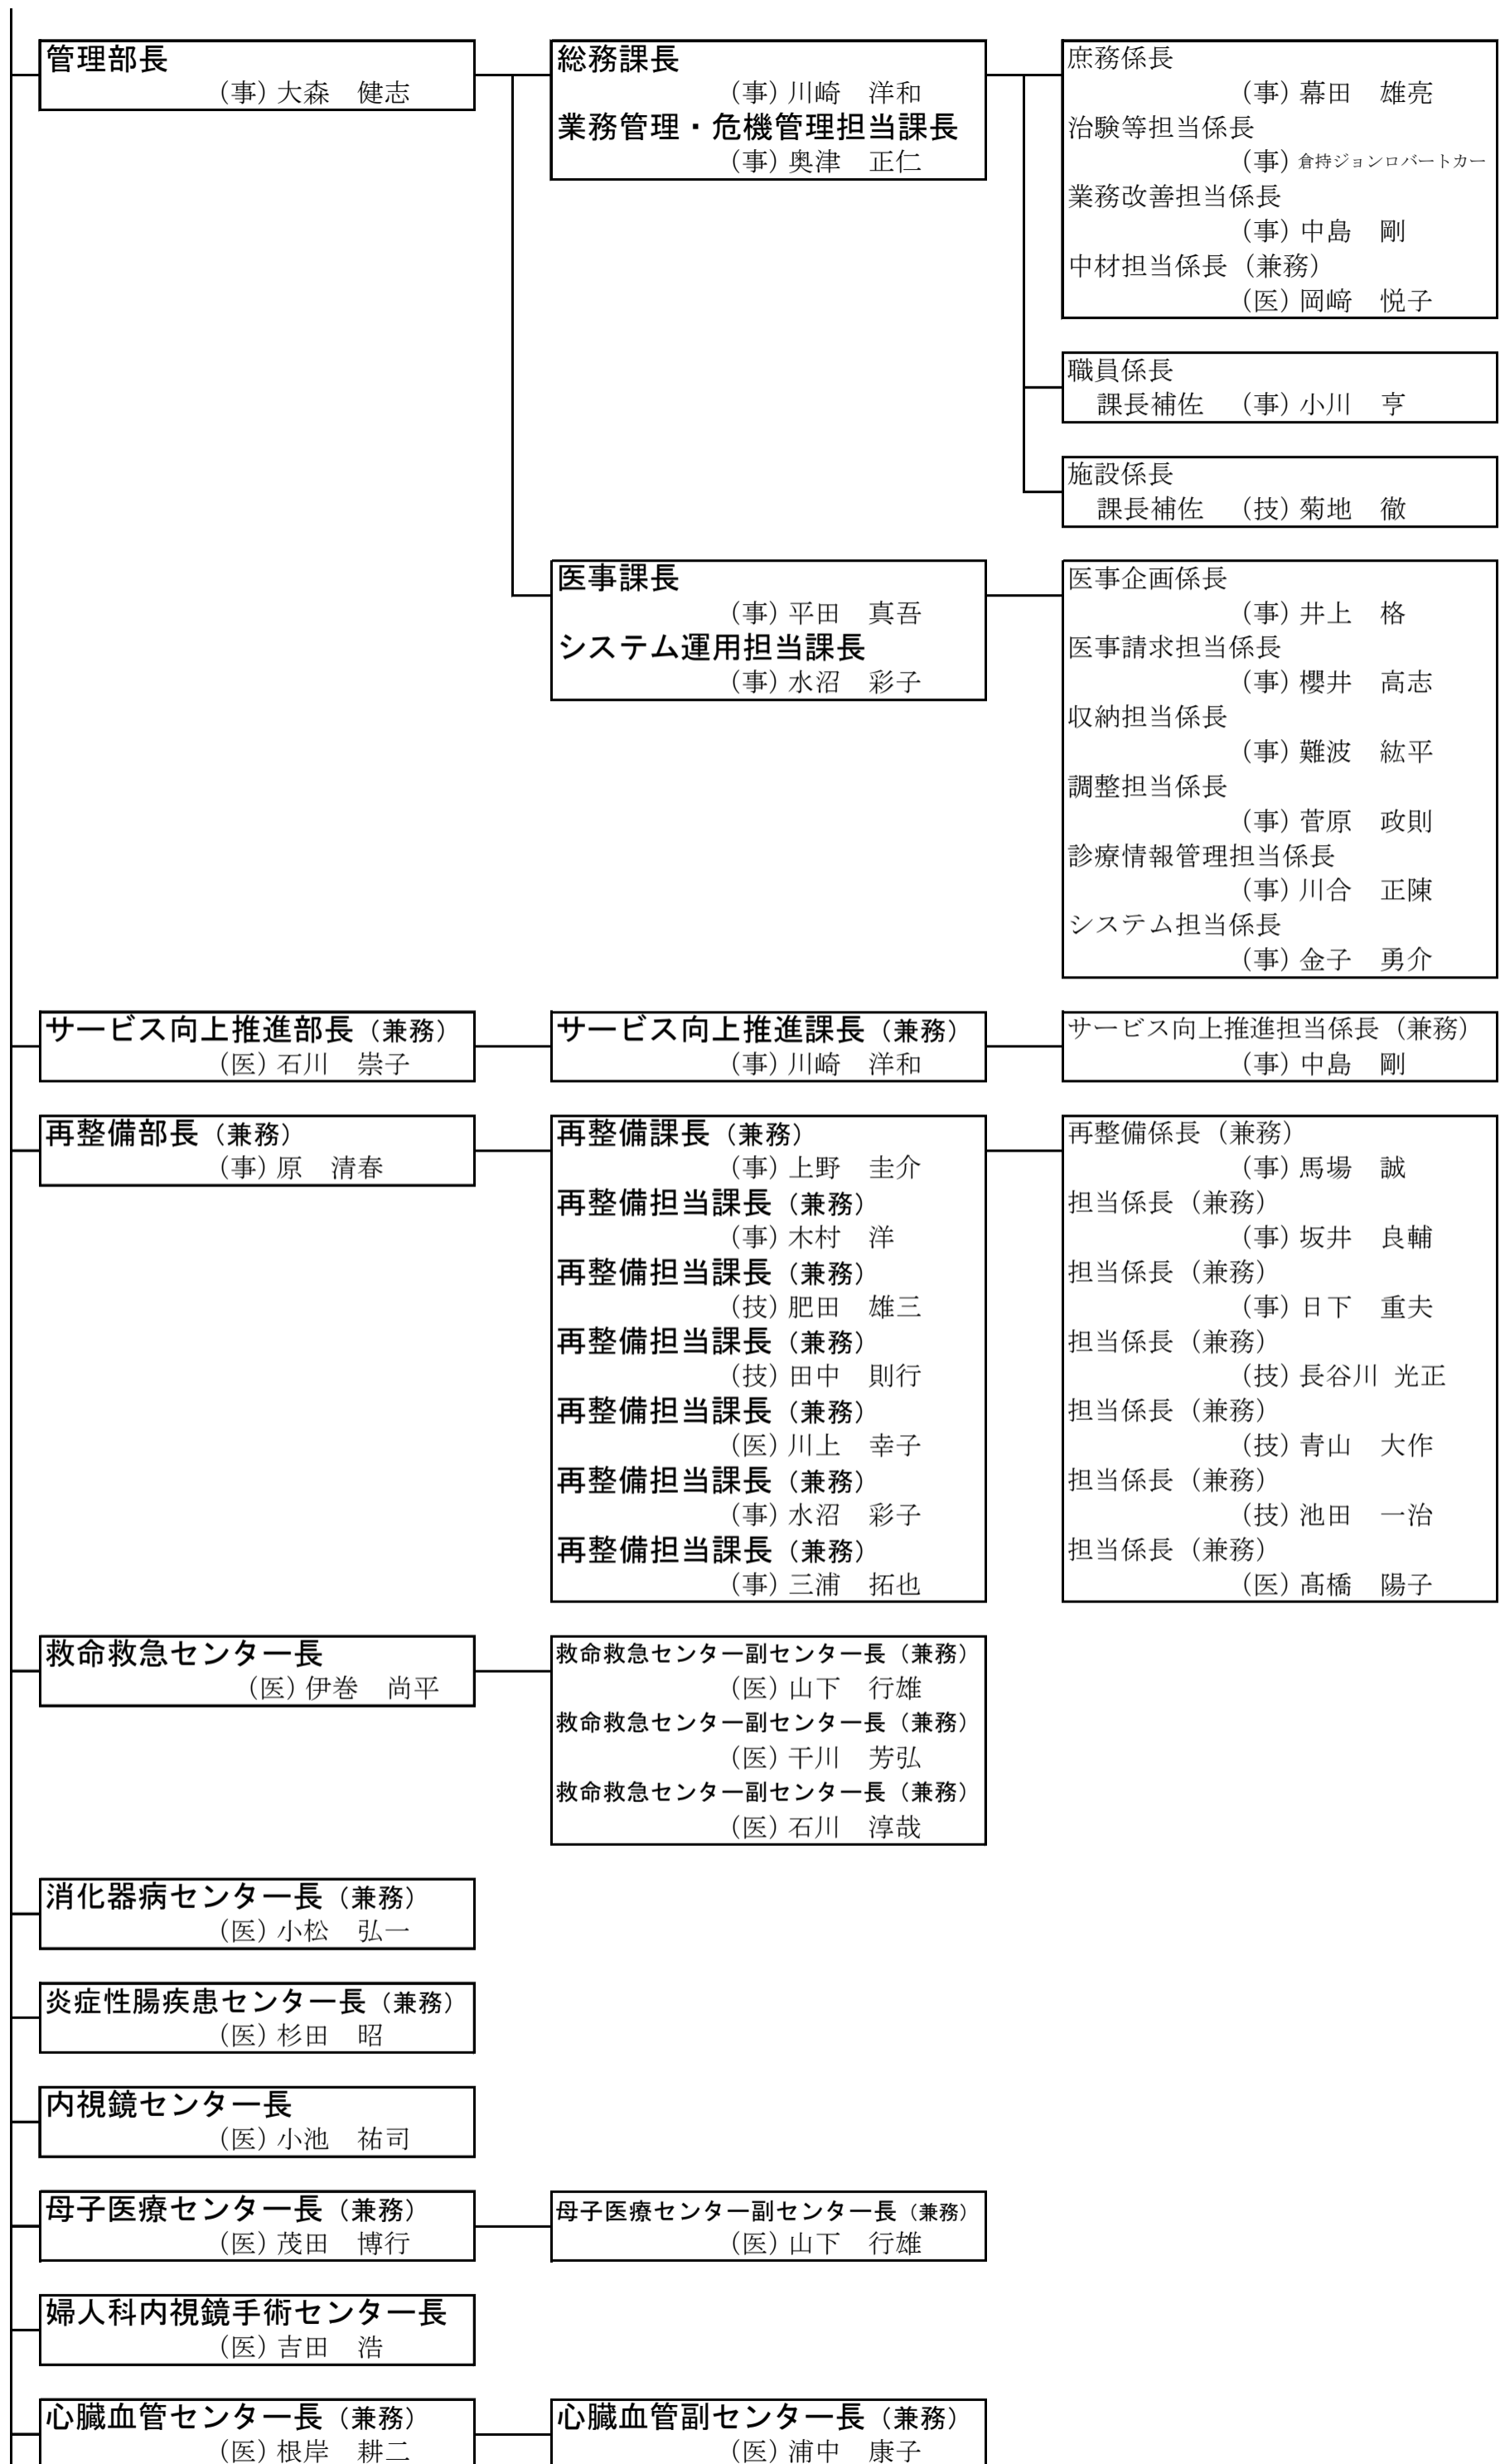 管理部長
（事）大森　健志
総務課長
（事）川崎　洋和
業務管理・危機管理担当課長
（事）奥津　正仁
庶務係長
（事）幕田　雄亮
治験等担当係長
（事）倉持ジョンロバートカー
業務改善担当係長
（事）中島　剛
中材担当係長（兼務）
（医）岡﨑　悦子
職員係長
課長補佐　（事）小川　亨
施設係長
課長補佐　（技）菊地　徹
医事課長
（事）平田　真吾
システム運用担当課長
（事）水沼　彩子
医事企画係長
（事）井上　格
医事請求担当係長
（事）櫻井　高志
収納担当係長
（事）難波　紘平
調整担当係長
（事）菅原　政則
診療情報管理担当係長
（事）川合　正陳
システム担当係長
（事）金子　勇介
サービス向上推進部長（兼務）
（医）石川　崇子
サービス向上推進課長（兼務）
（事）川崎　洋和
サービス向上推進担当係長（兼務）
（事）中島　剛
再整備部長（兼務）
（事）原　清春
再整備課長（兼務）
（事）上野　圭介
再整備担当課長（兼務）
（事）木村　洋
再整備担当課長（兼務）
（技）肥田　雄三
再整備担当課長（兼務）
（技）田中　則行
再整備担当課長（兼務）
（医）川上　幸子
再整備担当課長（兼務）
（事）水沼　彩子
再整備担当課長（兼務）
（事）三浦　拓也
再整備係長（兼務）
（事）馬場　誠
担当係長（兼務）
（事）坂井　良輔
担当係長（兼務）
（事）日下　重夫
担当係長（兼務）
（技）長谷川 光正
担当係長（兼務）
（技）青山　大作
担当係長（兼務）
（技）池田　一治
担当係長（兼務）
（医）髙橋　陽子
救命救急センター長
（医）伊巻　尚平
救命救急センター副センター長（兼務）
（医）山下　行雄
救命救急センター副センター長（兼務）
（医）干川　芳弘
救命救急センター副センター長（兼務）
（医）石川　淳哉
消化器病センター長（兼務）
（医）小松　弘一
炎症性腸疾患センター長（兼務）
（医）杉田　昭
内視鏡センター長
（医）小池　祐司
母子医療センター長（兼務）
（医）茂田　博行
母子医療センター副センター長（兼務）
（医）山下　行雄
婦人科内視鏡手術センター長
（医）吉田　浩
心臓血管センター長（兼務）
（医）根岸　耕二
心臓血管副センター長（兼務）
（医）浦中　康子